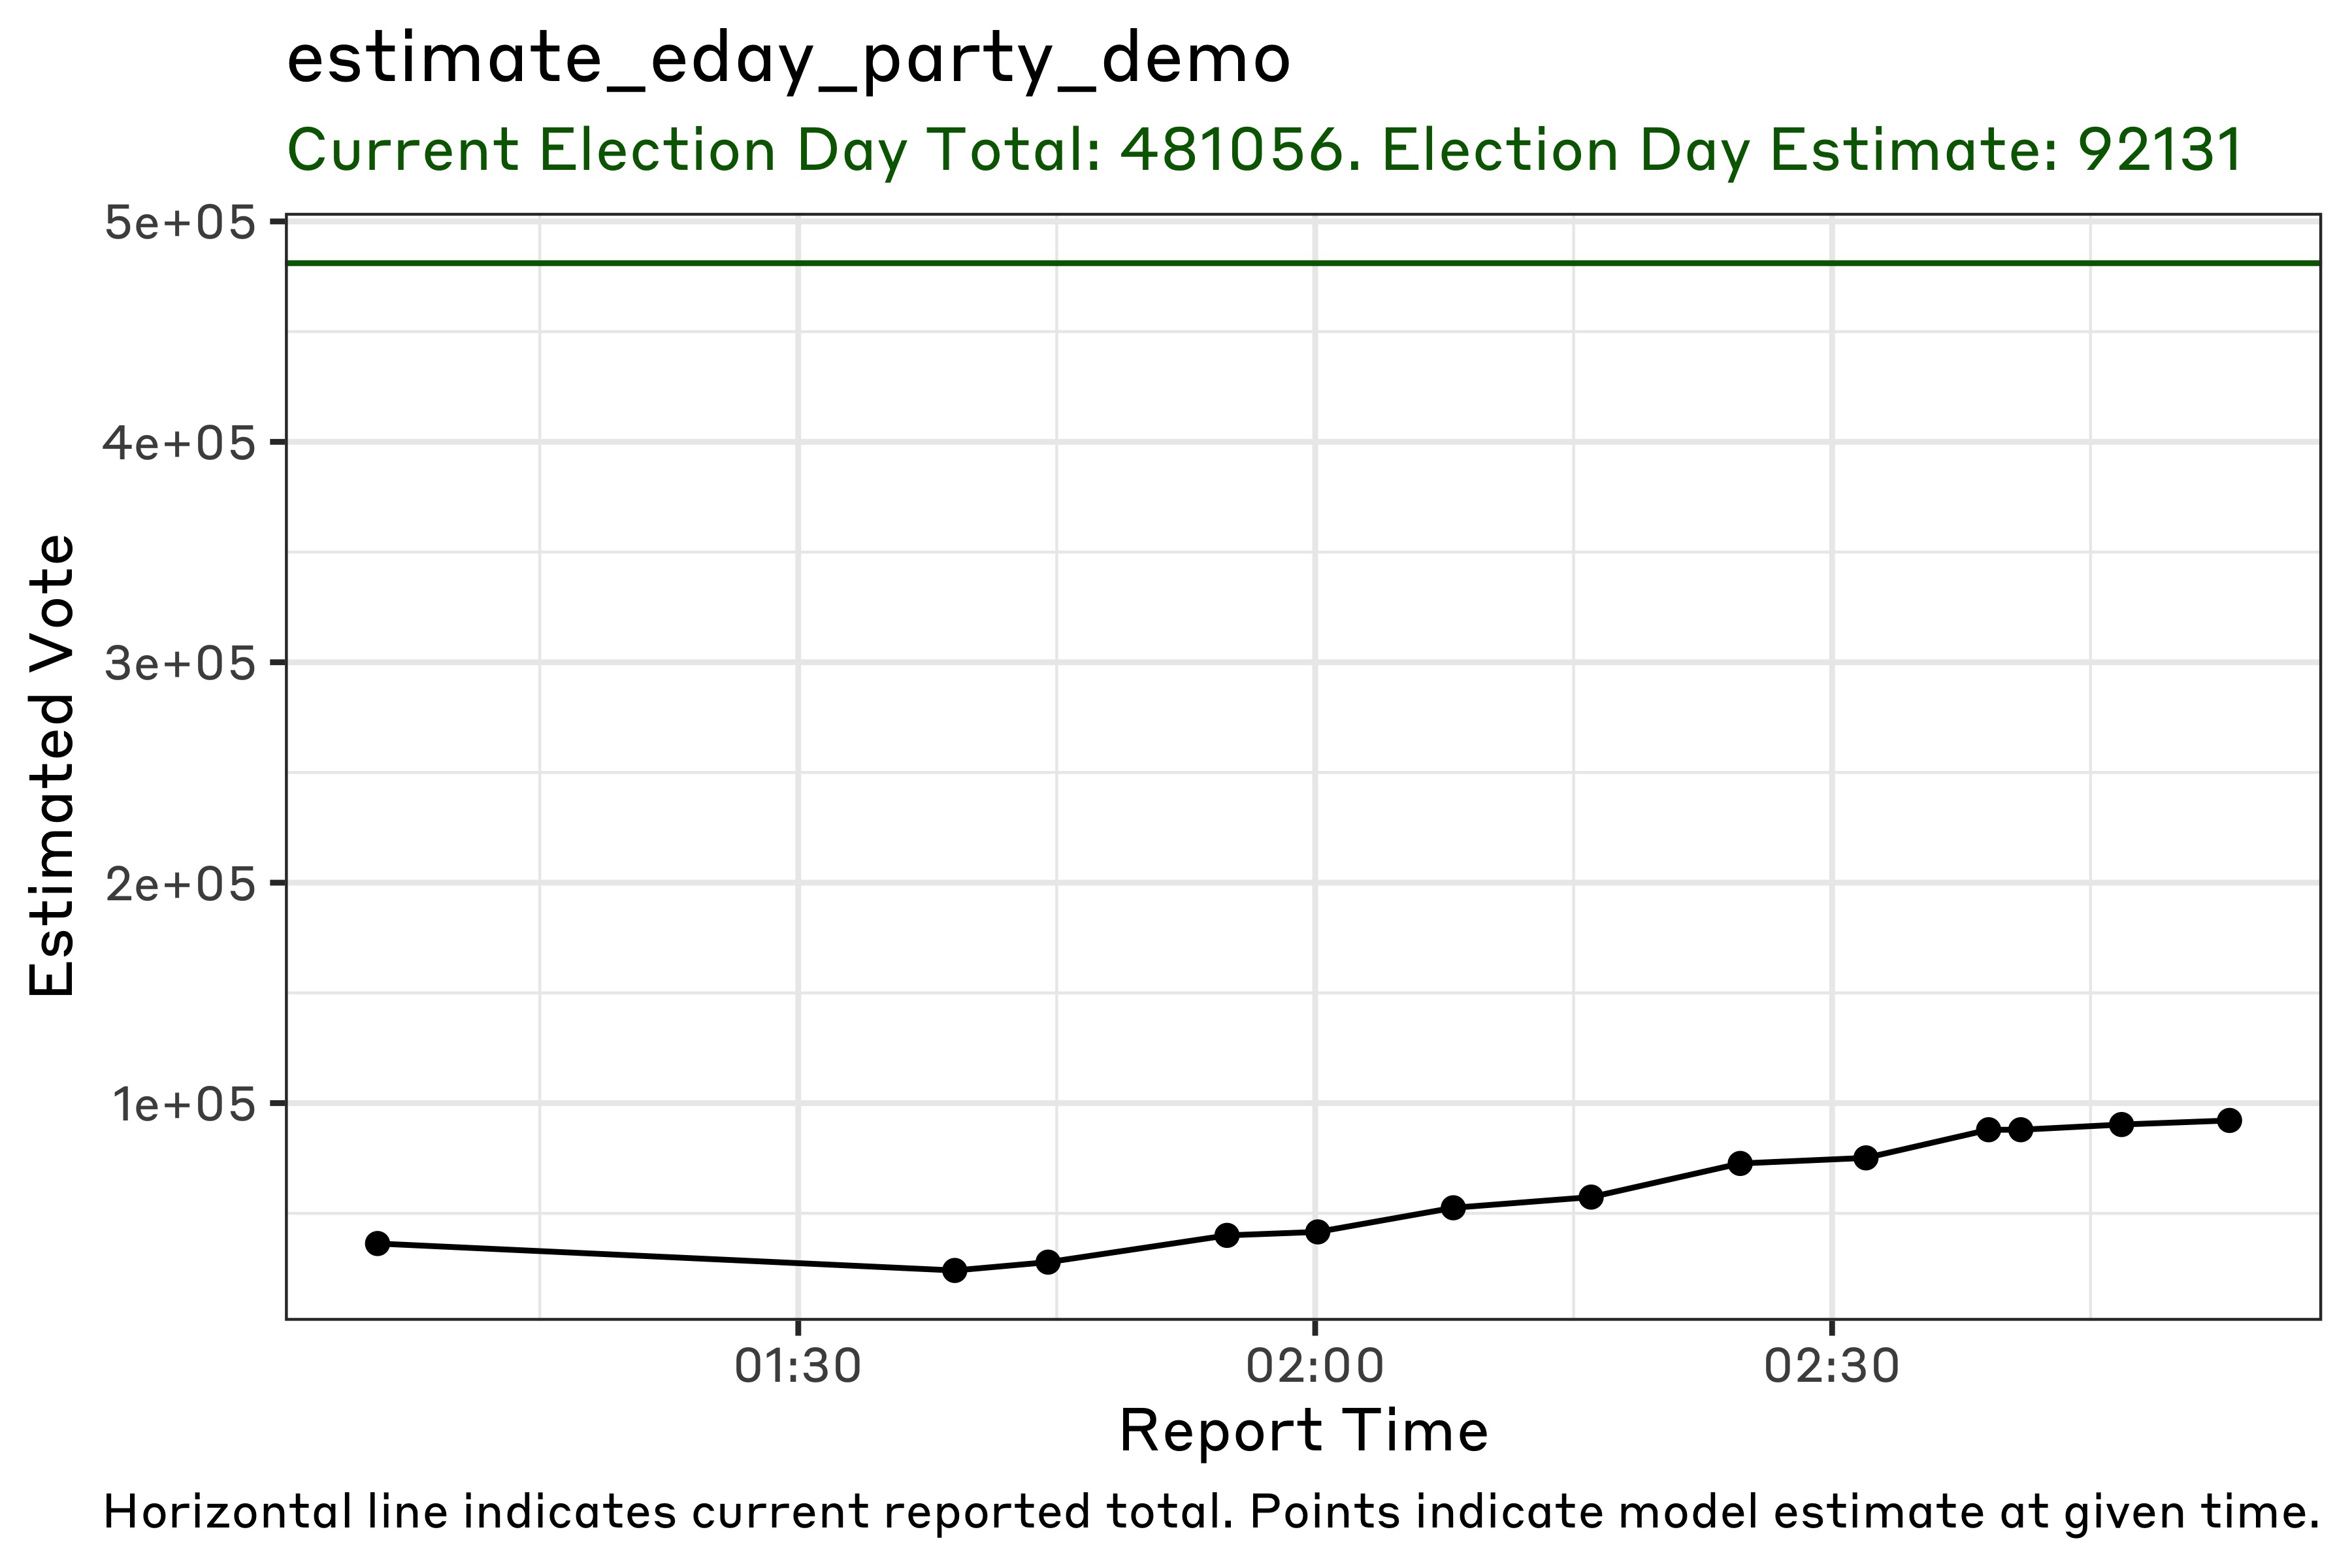 estimate_eday_party_demo
Current Election Day Total: 481056. Election Day Estimate: 92131
5e+05
4e+05
3e+05
2e+05
1e+05
Estimated Vote
01:30 02:00 02:30
Report Time
Horizontal line indicates current reported total. Points indicate model estimate at given time.